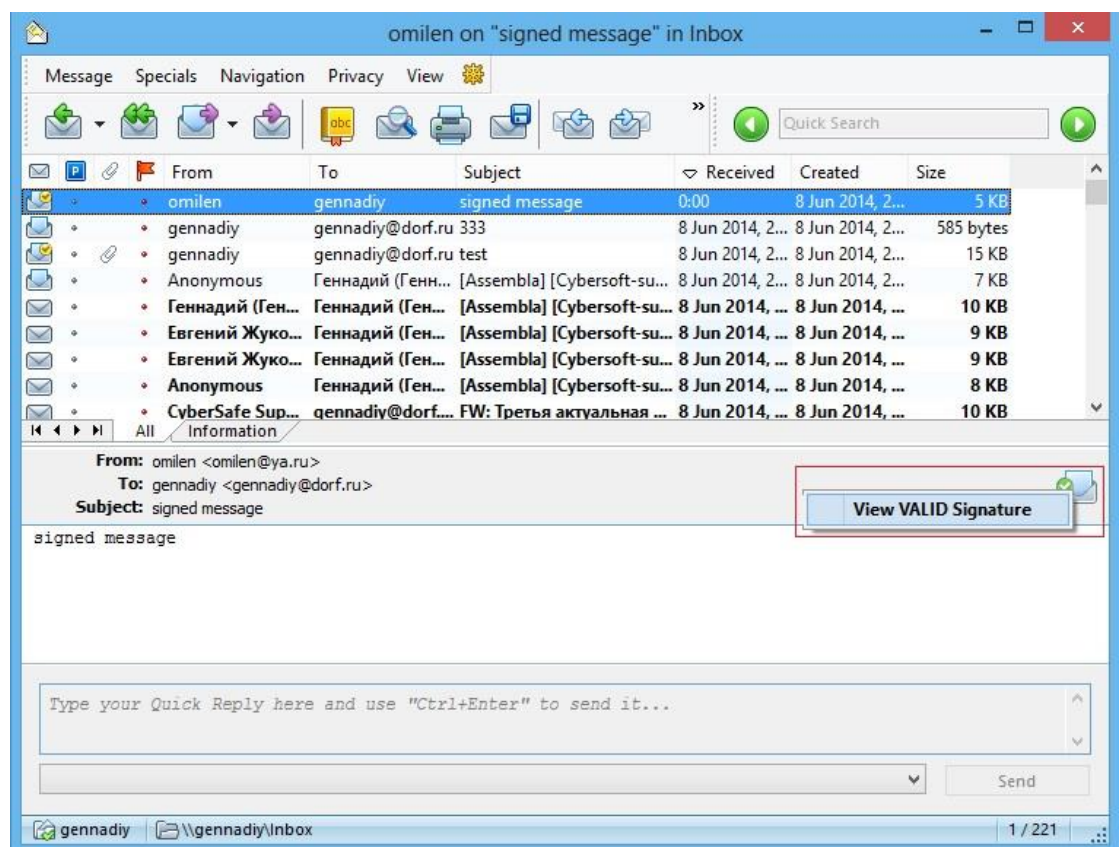 omilen on "signed message" in Inbox
Message Specials Navigation Privacy View
abc » Quick Search
P From To Subject Received Created Size
omilen gennadiy signed message 0:00 8 Jun 2014, 2... 5 KB
gennadiy gennadiy@dorf.ru 333 8 Jun 2014, 2... 8 Jun 2014, 2... 585 bytes
gennadiy gennadiy@dorf.ru test 8 Jun 2014, 2... 8 Jun 2014, 2... 15 KB
Anonymous Геннадий (Генн... [Assembla] [Cybersoft-su... 8 Jun 2014, 2... 8 Jun 2014, 2... 7 KB
Геннадий (Ген... Геннадий (Ген... [Assembla] [Cybersoft-su... 8 Jun 2014, ... 8 Jun 2014, ... 10 KB
Евгений Жуко... Геннадий (Ген... [Assembla] [Cybersoft-su... 8 Jun 2014, ... 8 Jun 2014, ... 9 KB
Евгений Жуко... Геннадий (Ген... [Assembla] [Cybersoft-su... 8 Jun 2014, ... 8 Jun 2014, ... 9 KB
Anonymous Геннадий (Ген... [Assembla] [Cybersoft-su... 8 Jun 2014, ... 8 Jun 2014, ... 8 KB
CyberSafe Sup... gennadiy@dorf.... FW: Третья актуальная ... 8 Jun 2014, ... 8 Jun 2014, ... 10 KB
All Information
From: omilen <omilen@ya.ru>
To: gennadiy <gennadiy@dorf.ru>
Subject: signed message
View VALID Signature
signed message
Type your Quick Reply here and use "Ctrl+Enter" to send it...
Send
gennadiy \\gennadiy\Inbox 1 / 221